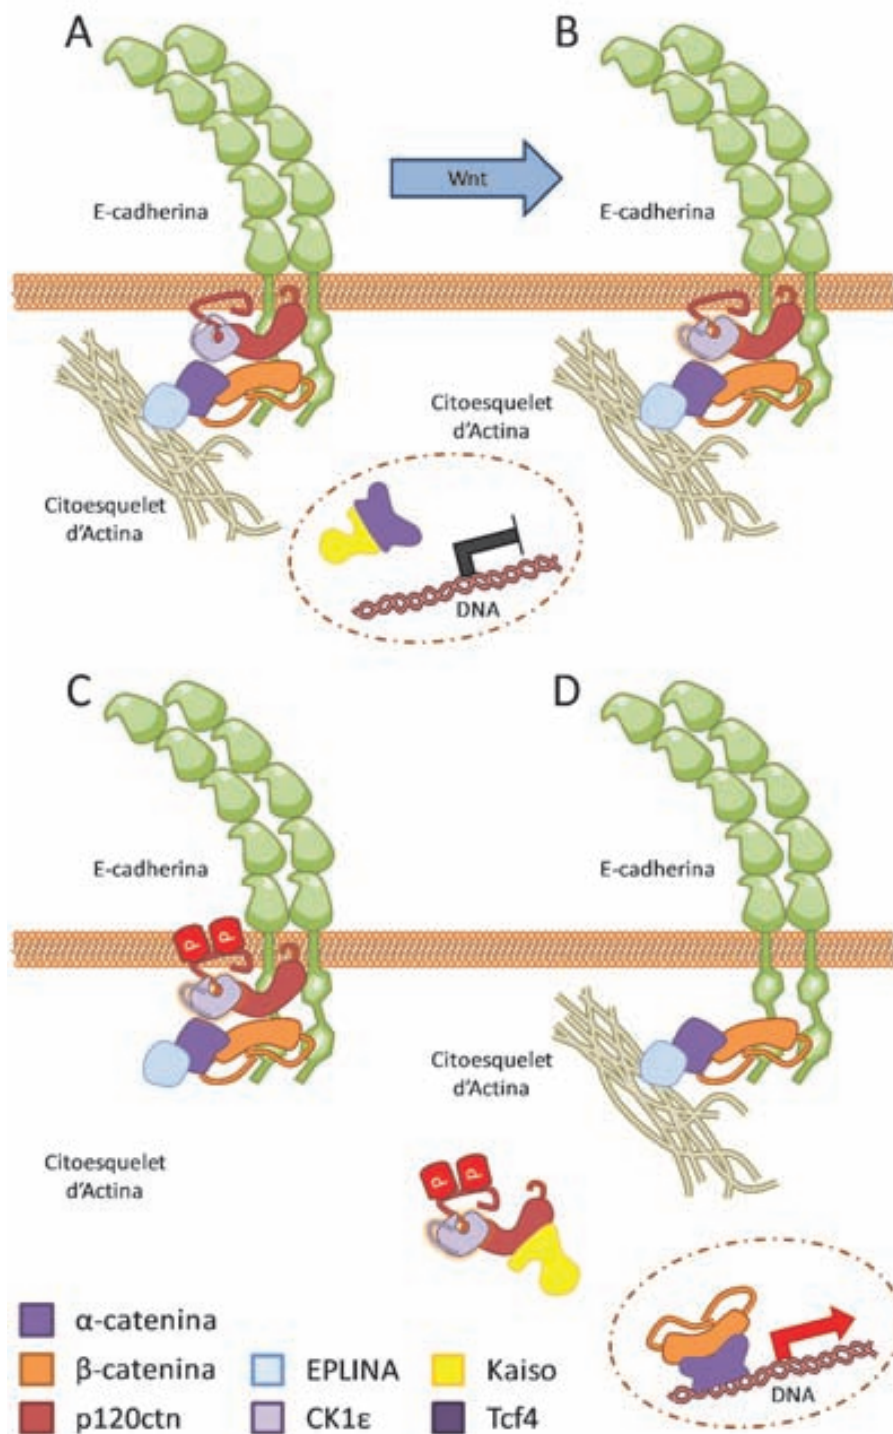 A
B
Wnt
E-cadherina
E-cadherina
Citoesquelet
d'Actina
Citoesquelet
d'Actina
DNA
C
D
E-cadherina
E-cadherina
P P
Citoesquelet
d'Actina
Citoesquelet
d'Actina
P P
DNA
α-catenina
β-catenina
EPLINA
Kaiso
p120ctn
CK1ε
Tcf4